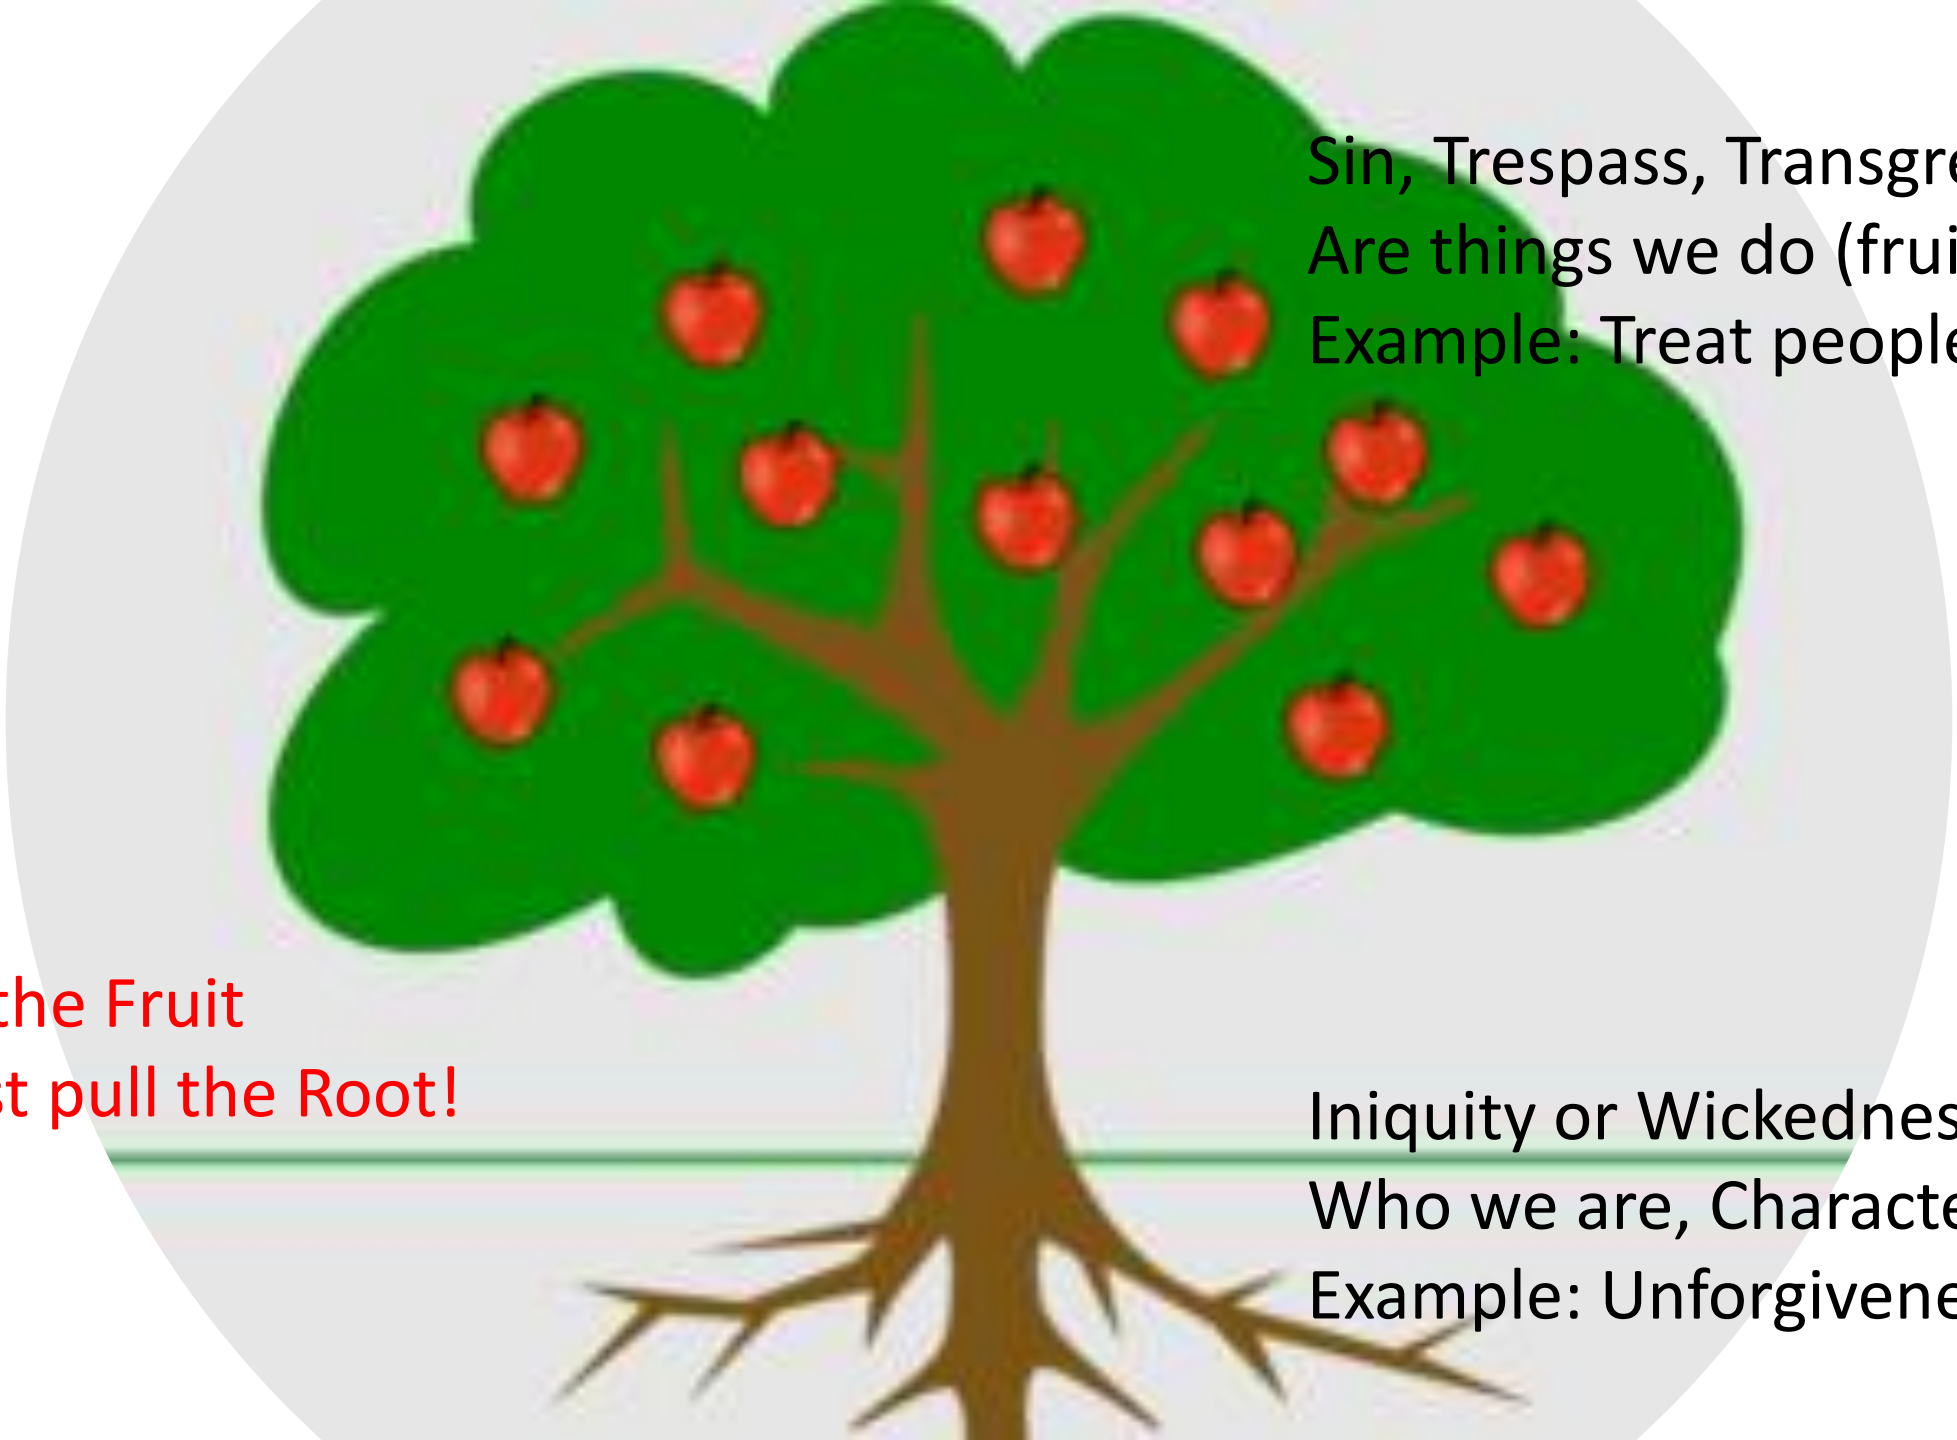 Sin, Trespass, Transgre
Are things we do (frui
Example: Treat people
the Fruit
st pull the Root!
Iniquity or Wickednes
Who we are, Characte
Example: Unforgivene